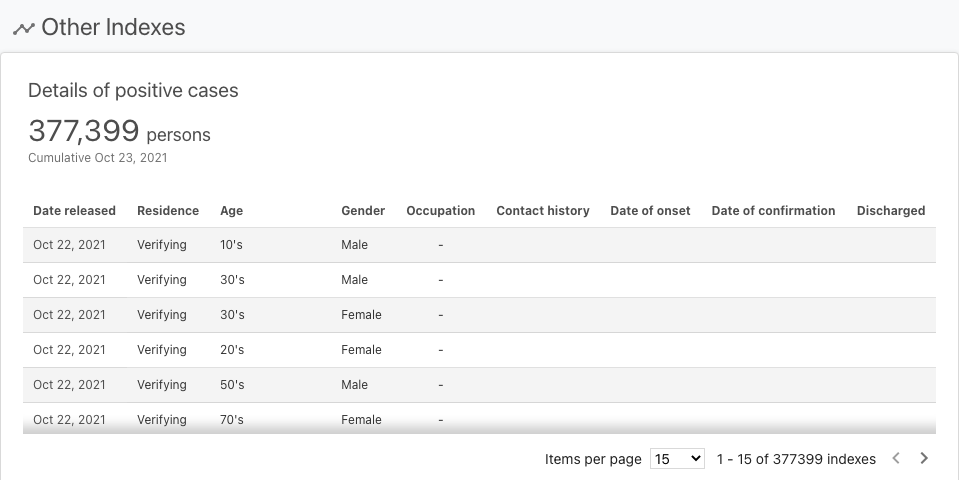 Other Indexes
Details of positive cases
377,399 persons
Cumulative Oct 23, 2021
Date released Residence Age Gender Occupation Contact history Date of onset Date of confirmation Discharged
Oct 22, 2021 Verifying 10's Male -
Oct 22, 2021 Verifying 30's Male -
Oct 22, 2021 Verifying 30's Female -
Oct 22, 2021 Verifying 20's Female -
Oct 22, 2021 Verifying 50's Male -
Oct 22, 2021 Verifying 70's Female -
Items per page 15 1 - 15 of 377399 indexes